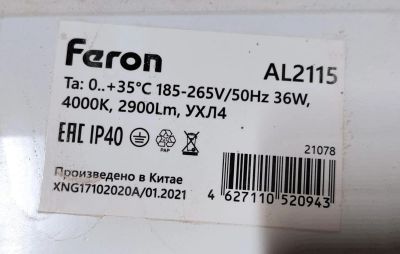 Feron
AL2115
Ta: 0..+35°C 185-265V/50Hz 36W,
4000K, 2900Lm, УХЛ4
EAC IP40
PAP
21078
Произведено в Китае
XNG17102020A/01.2021
4 627110 520943